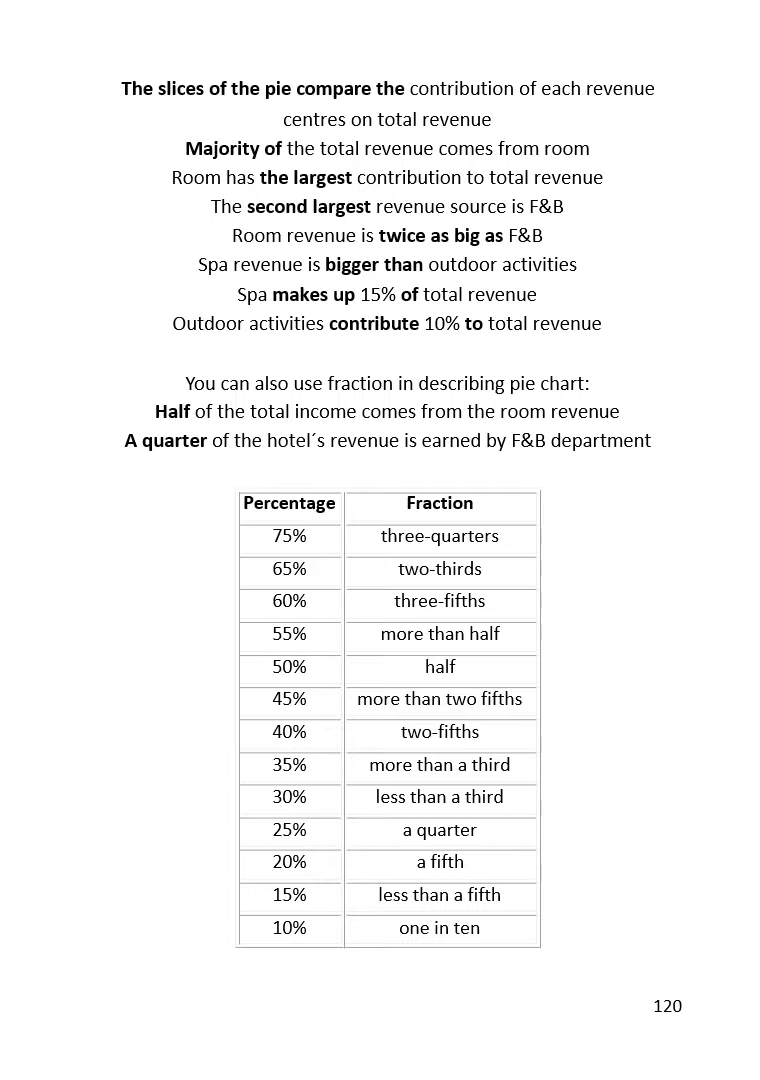 The slices of the pie compare the contribution of each revenue
centres on total revenue
Majority of the total revenue comes from room
Room has the largest contribution to total revenue
The second largest revenue source is F&B
Room revenue is twice as big as F&B
Spa revenue is bigger than outdoor activities
Spa makes up 15% of total revenue
Outdoor activities contribute 10% to total revenue
You can also use fraction in describing pie chart:
Half of the total income comes from the room revenue
A quarter of the hotel´s revenue is earned by F&B department
Percentage Fraction
75% three-quarters
65% two-thirds
60% three-fifths
55% more than half
50% half
45% more than two fifths
40% two-fifths
35% more than a third
30% less than a third
25% a quarter
20% a fifth
15% less than a fifth
10% one in ten
120